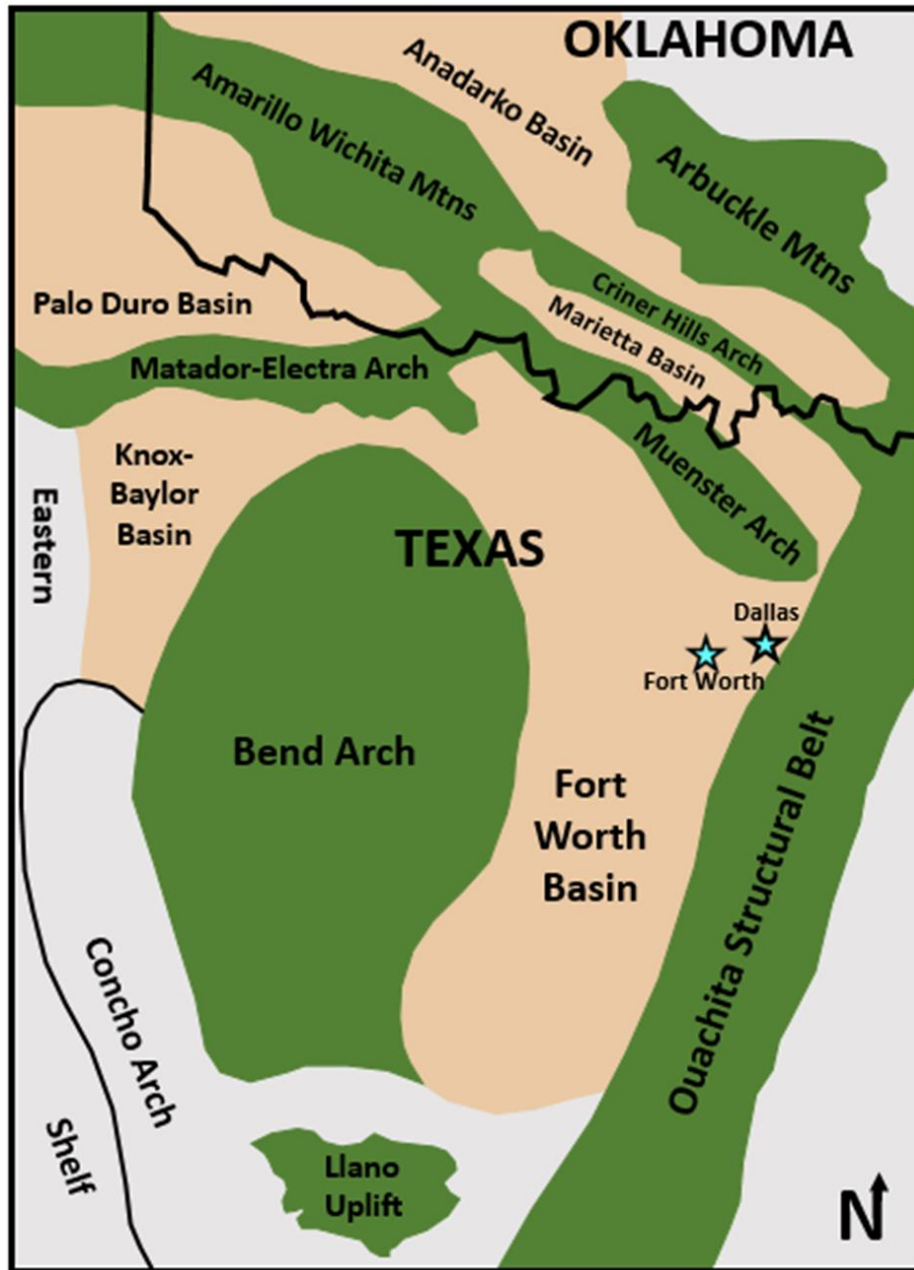 OKLAHOMA
Anadarko Basin
Amarillo Wichita Mtns
Arbuckle Mtns
Criner Hills Arch
Marietta Basin
Palo Duro Basin
Matador-Electra Arch
Muenster Arch
Knox-
Baylor
Basin
Eastern
TEXAS
Dallas
Fort Worth
Bend Arch
Fort
Worth
Basin
Ouachita Structural Belt
Concho Arch
Shelf
Llano
Uplift
N